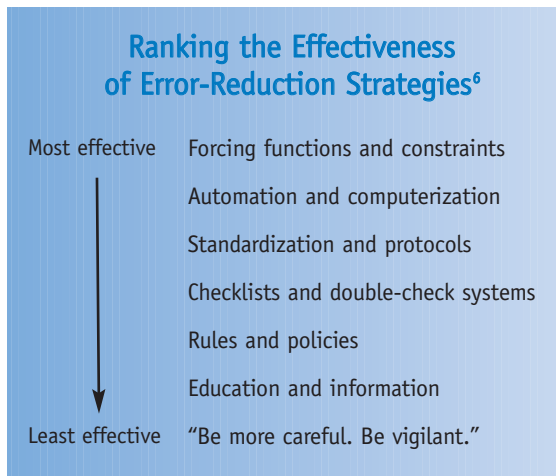 Ranking the Effectiveness
of Error-Reduction Strategies⁶
Most effective Forcing functions and constraints
Automation and computerization
Standardization and protocols
Checklists and double-check systems
Rules and policies
Education and information
Least effective “Be more careful. Be vigilant.”